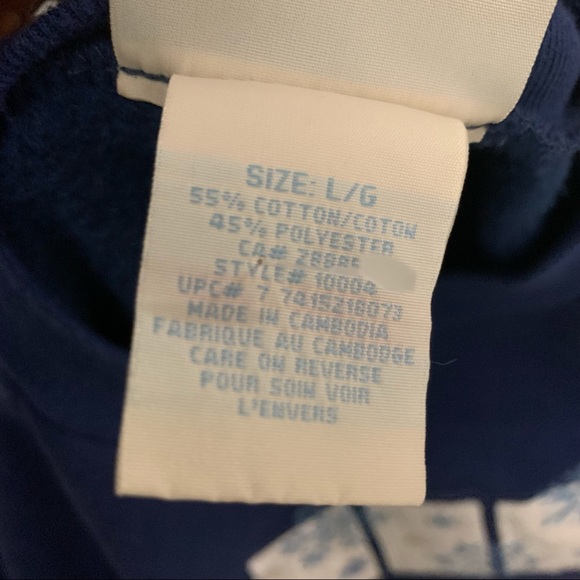 SIZE: L/G
55% COTTON/COTON
45% POLYESTER
CA#
STYLE# 10004
UPC# 7 7415218073
MADE IN CAMBODIA
FABRIQUE AU CAMBODGE
CARE ON REVERSE
POUR SOIN VOIR
L'ENVERS